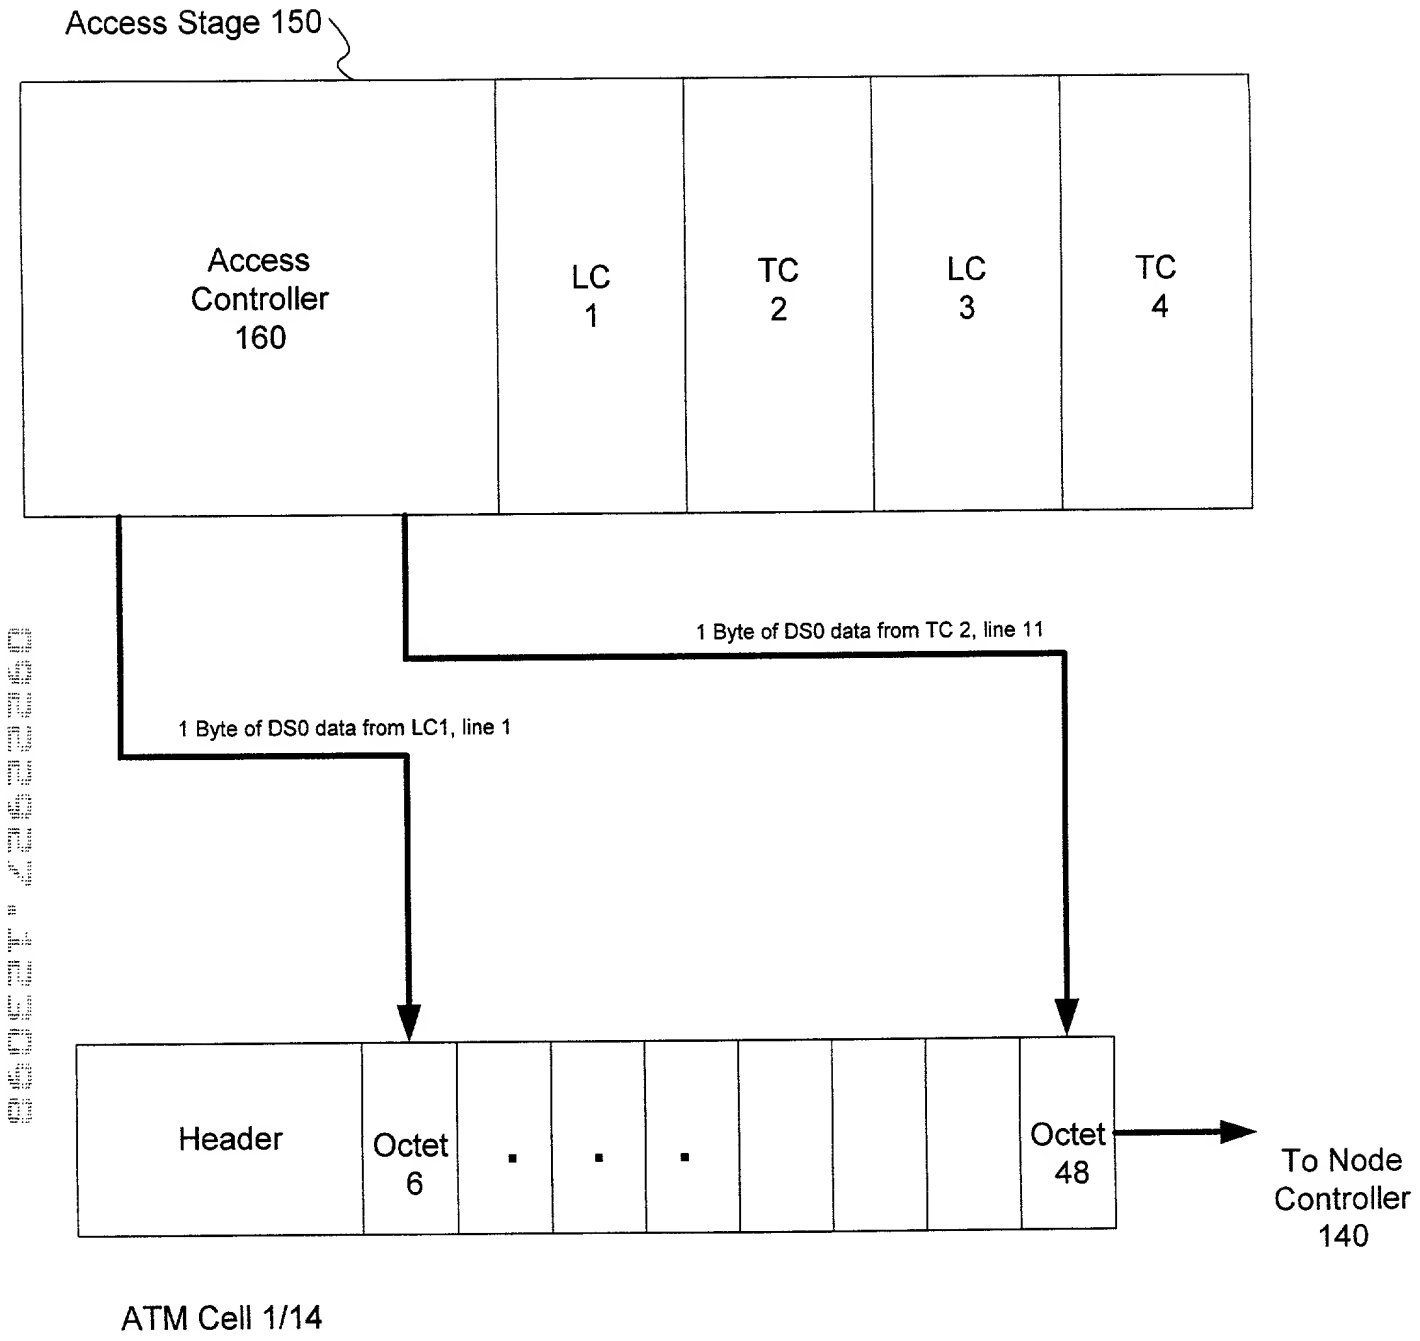 Access Stage 150
Access
Controller
160
LC
1
TC
2
LC
3
TC
4
1 Byte of DS0 data from TC 2, line 11
1 Byte of DS0 data from LC1, line 1
Header
Octet
6
. . .
Octet
48
To Node
Controller
140
ATM Cell 1/14